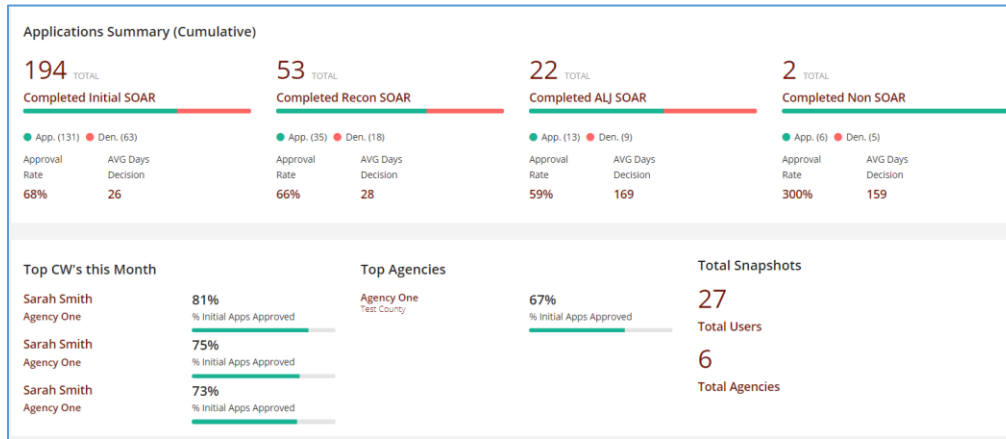 Applications Summary (Cumulative)
194 TOTAL
Completed Initial SOAR
App. (131) Den. (63)
Approval Rate
AVG Days Decision
68% 26
53 TOTAL
Completed Recon SOAR
App. (35) Den. (18)
Approval Rate
AVG Days Decision
66% 28
22 TOTAL
Completed ALJ SOAR
App. (13) Den. (9)
Approval Rate
AVG Days Decision
59% 169
2 TOTAL
Completed Non SOAR
App. (6) Den. (5)
Approval Rate
AVG Days Decision
300% 159
Top CW's this Month
Sarah Smith 81%
Agency One % Initial Apps Approved
Sarah Smith 75%
Agency One % Initial Apps Approved
Sarah Smith 73%
Agency One % Initial Apps Approved
Top Agencies
Agency One 67%
Test County % Initial Apps Approved
Total Snapshots
27
Total Users
6
Total Agencies